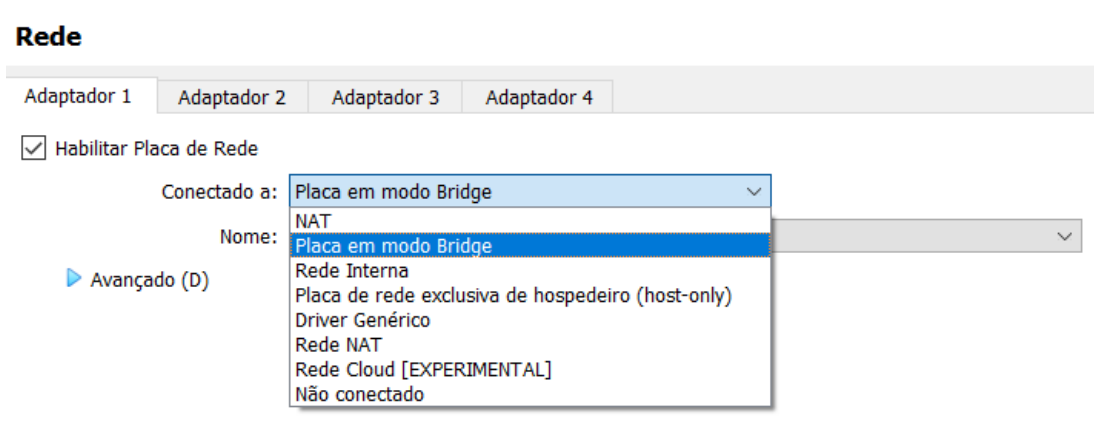 Rede
Adaptador 1 Adaptador 2 Adaptador 3 Adaptador 4
Habilitar Placa de Rede
Conectado a: Placa em modo Bridge
Nome:
NAT
Placa em modo Bridge
Rede Interna
Placa de rede exclusiva de hospedeiro (host-only)
Driver Genérico
Rede NAT
Rede Cloud [EXPERIMENTAL]
Não conectado
Avançado (D)